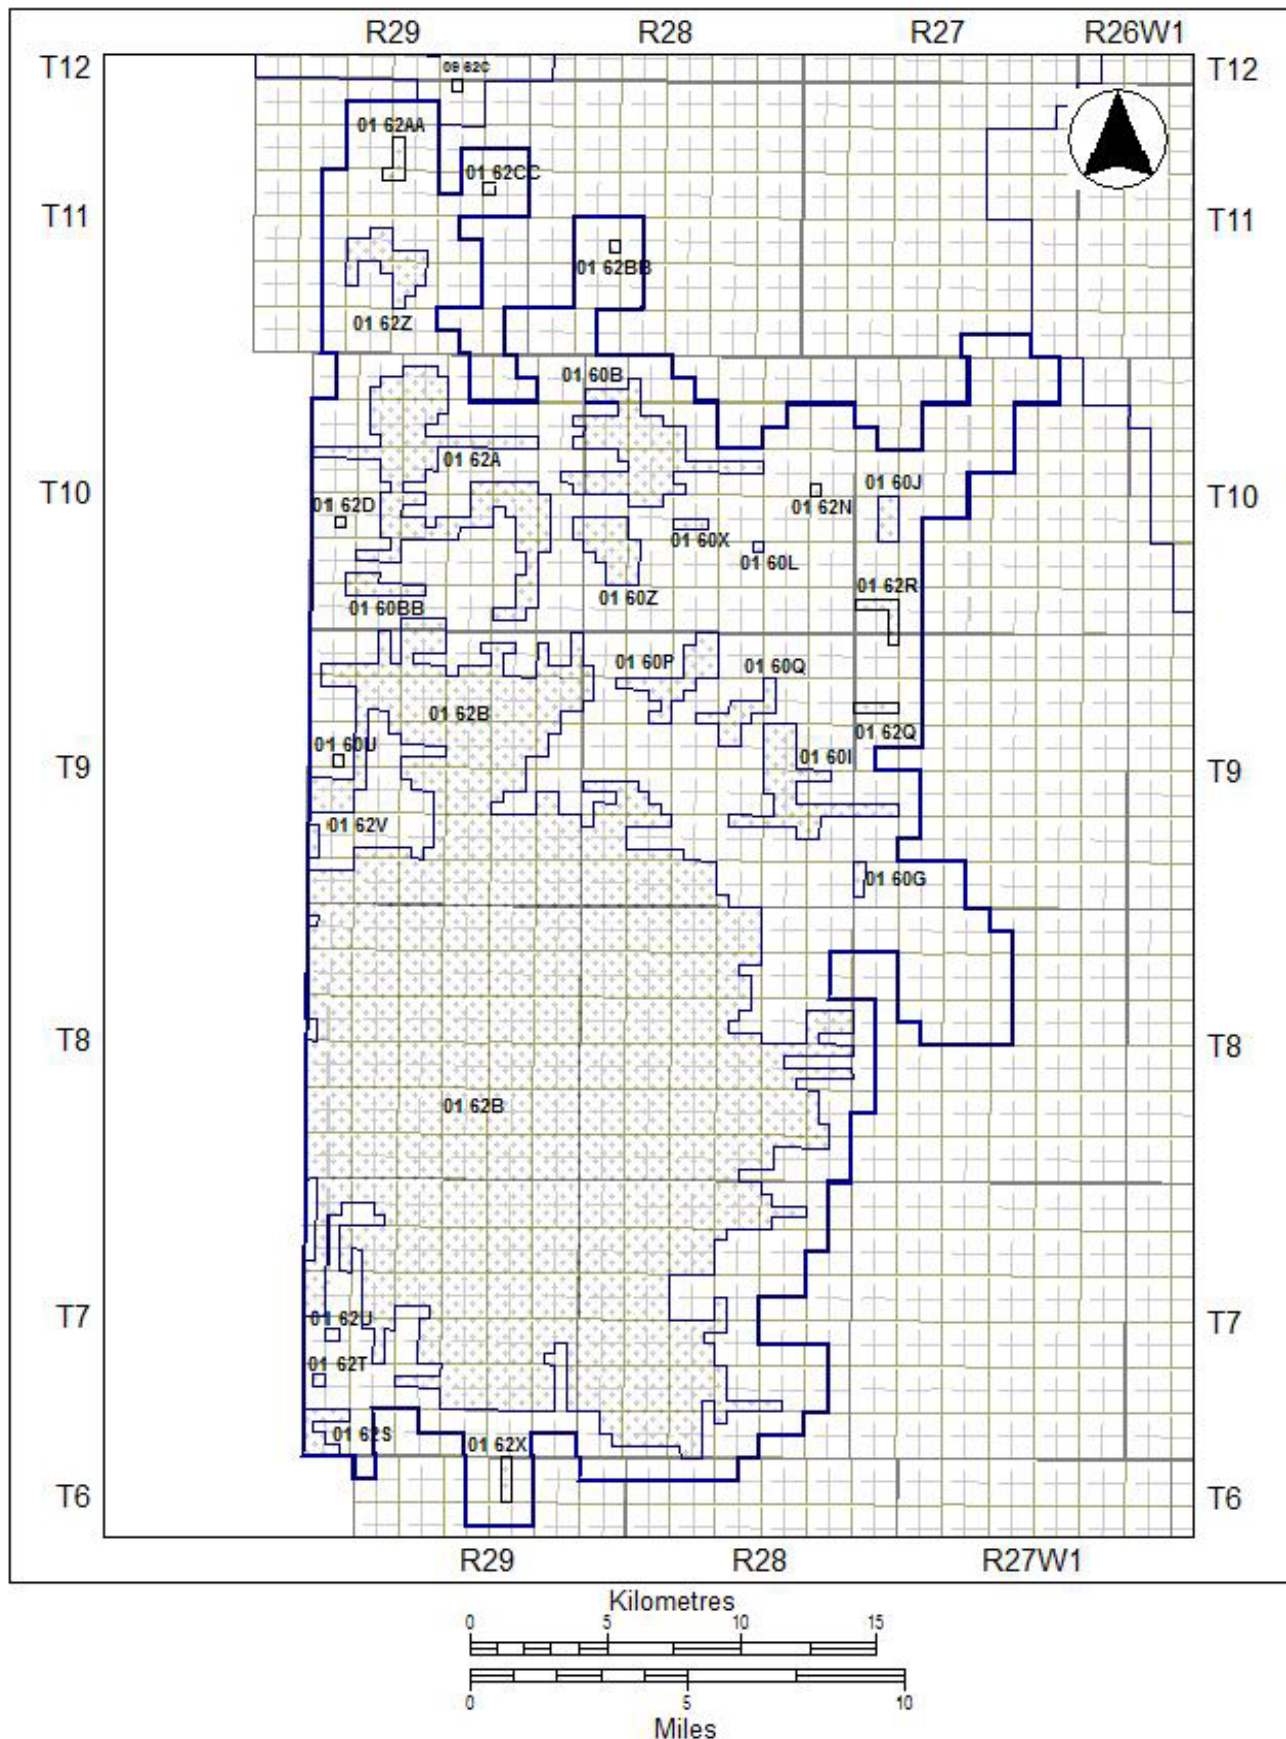 R29 R28 R27 R26W1
T12 T12
09 62C
01 62AA
01 62CC
T11 T11
01 62BB
01 62Z
01 60B
01 62A
01 60J
T10 T10
01 62D 01 62N
01 60X
01 60L
01 62R
01 60BB 01 60Z
01 60P 01 60Q
01 62B
01 62Q
01 60U 01 60I
T9 T9
01 62V
01 60G
T8 T8
01 62B
T7 T7
01 62U
01 62T
01 62S 01 62X
T6 T6
R29 R28 R27W1
Kilometres
0 5 10 15
0 5 10
Miles